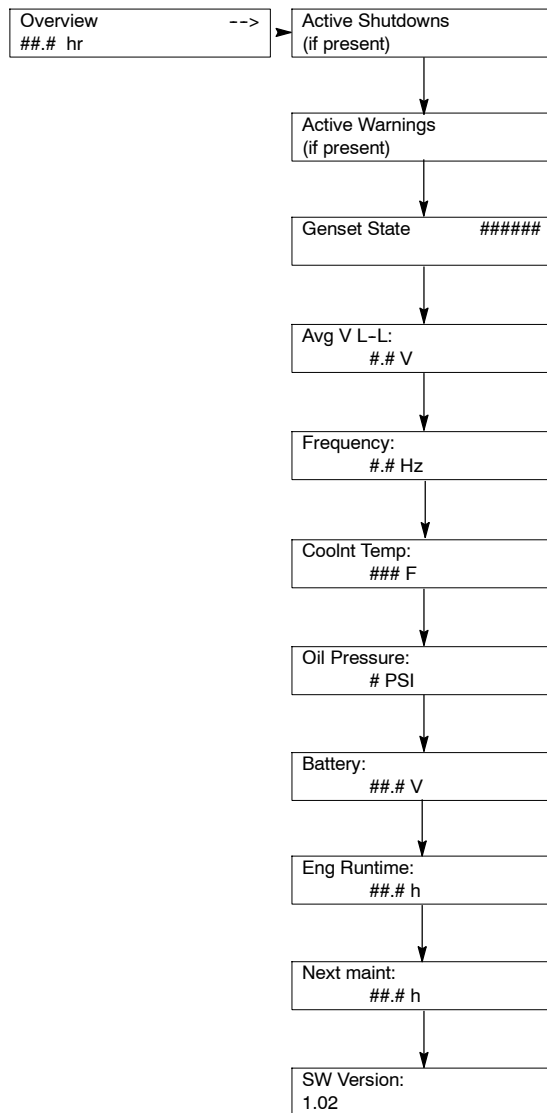 Overview -->
##.# hr
Active Shutdowns
(if present)
Active Warnings
(if present)
Genset State ######
Avg V L-L:
#.# V
Frequency:
#.# Hz
Coolnt Temp:
### F
Oil Pressure:
# PSI
Battery:
##.# V
Eng Runtime:
##.# h
Next maint:
##.# h
SW Version:
1.02